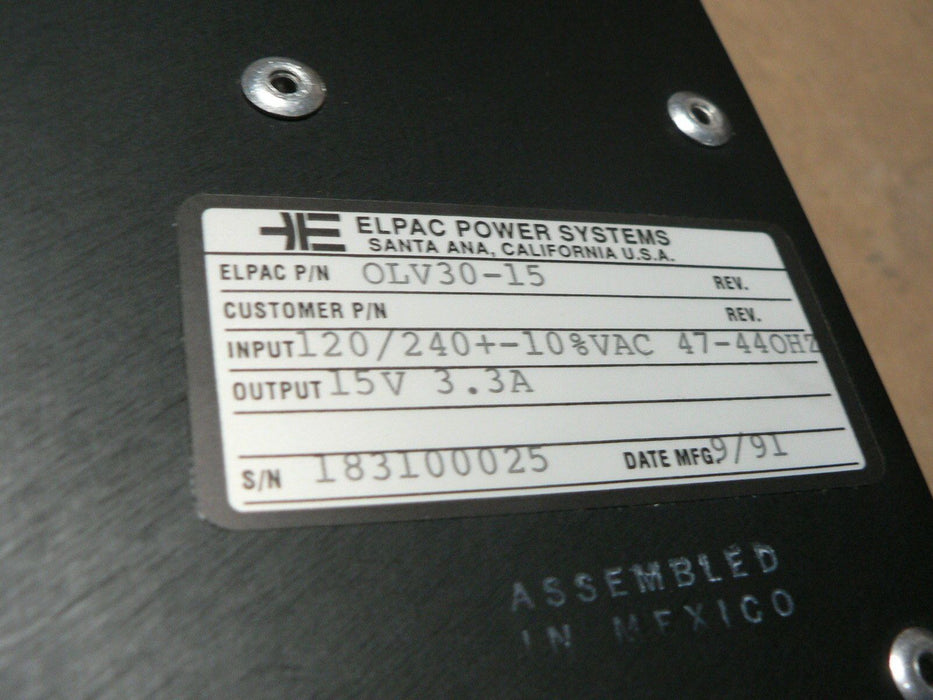 ELPAC POWER SYSTEMS
SANTA ANA, CALIFORNIA U.S.A.
ELPAC P/N OLV30-15 REV.
CUSTOMER P/N REV.
INPUT 120/240+-10%VAC 47-440HZ
OUTPUT 15V 3.3A
S/N 183100025 DATE MFG. 9/91
ASSEMBLED
IN MEXICO